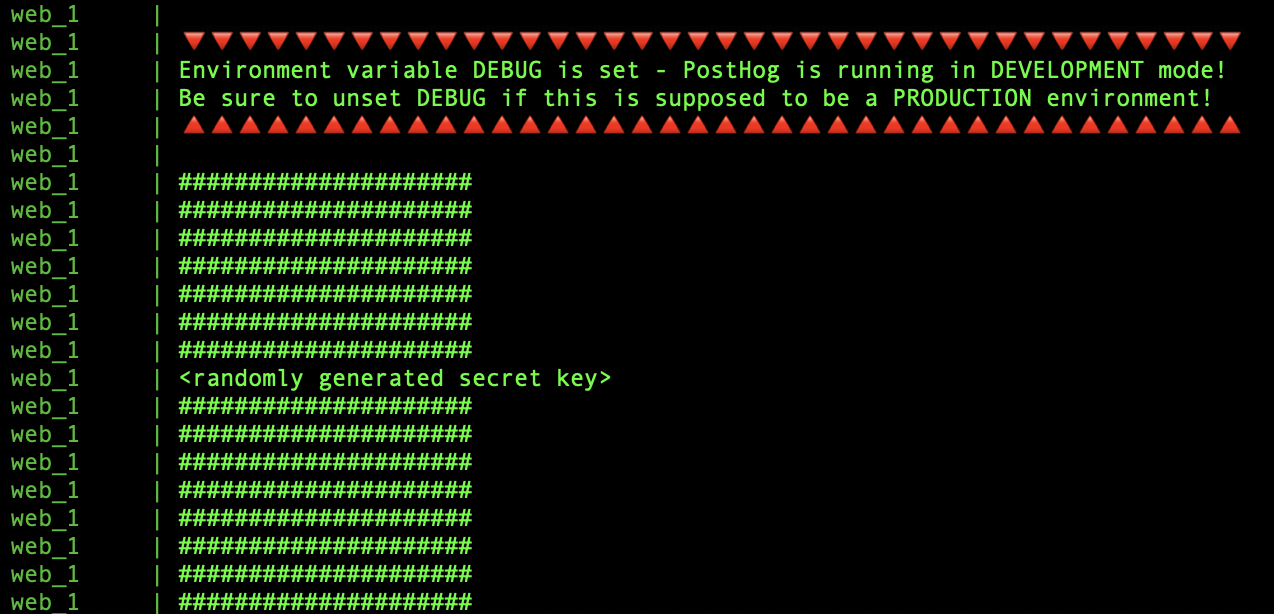 web_1 |
web_1 | 🔻🔻🔻🔻🔻🔻🔻🔻🔻🔻🔻🔻🔻🔻🔻🔻🔻🔻🔻🔻🔻🔻🔻🔻🔻🔻🔻🔻🔻🔻🔻🔻🔻🔻🔻🔻🔻🔻
web_1 | Environment variable DEBUG is set - PostHog is running in DEVELOPMENT mode!
web_1 | Be sure to unset DEBUG if this is supposed to be a PRODUCTION environment!
web_1 | 🔺🔺🔺🔺🔺🔺🔺🔺🔺🔺🔺🔺🔺🔺🔺🔺🔺🔺🔺🔺🔺🔺🔺🔺🔺🔺🔺🔺🔺🔺🔺🔺🔺🔺🔺🔺🔺🔺
web_1 |
web_1 | #####################
web_1 | #####################
web_1 | #####################
web_1 | #####################
web_1 | #####################
web_1 | #####################
web_1 | #####################
web_1 | <randomly generated secret key>
web_1 | #####################
web_1 | #####################
web_1 | #####################
web_1 | #####################
web_1 | #####################
web_1 | #####################
web_1 | #####################
web_1 | #####################